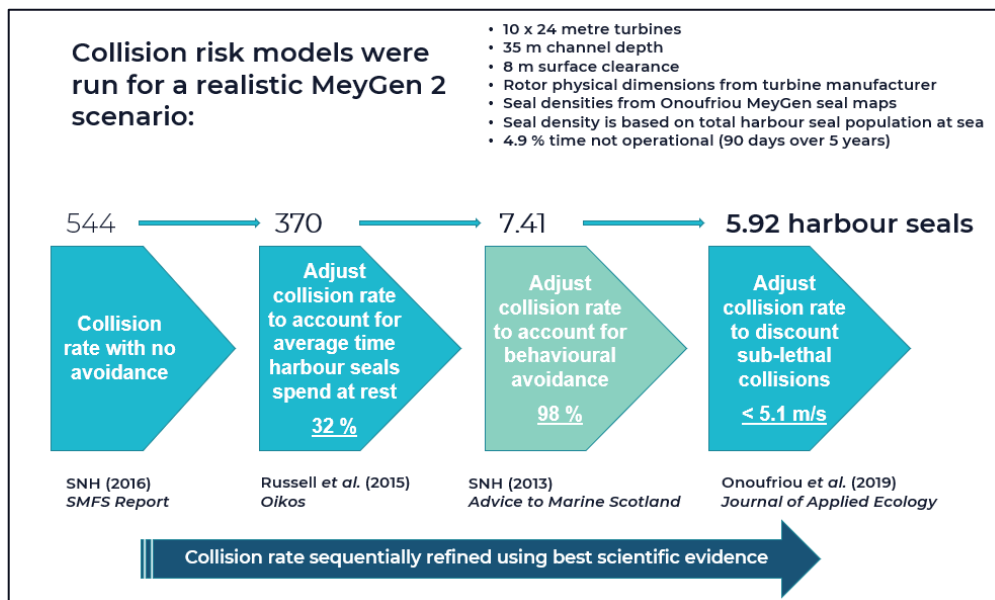 Collision risk models were
run for a realistic MeyGen 2
scenario:
• 10 x 24 metre turbines
• 35 m channel depth
• 8 m surface clearance
• Rotor physical dimensions from turbine manufacturer
• Seal densities from Onoufriou MeyGen seal maps
• Seal density is based on total harbour seal population at sea
• 4.9 % time not operational (90 days over 5 years)
544
370
7.41
5.92 harbour seals
Collision
rate with no
avoidance
Adjust
collision rate
to account for
average time
harbour seals
spend at rest
32 %
Adjust
collision rate
to account for
behavioural
avoidance
98 %
Adjust
collision rate
to discount
sub-lethal
collisions
< 5.1 m/s
SNH (2016)
SMFS Report
Russell et al. (2015)
Oikos
SNH (2013)
Advice to Marine Scotland
Onoufriou et al. (2019)
Journal of Applied Ecology
Collision rate sequentially refined using best scientific evidence